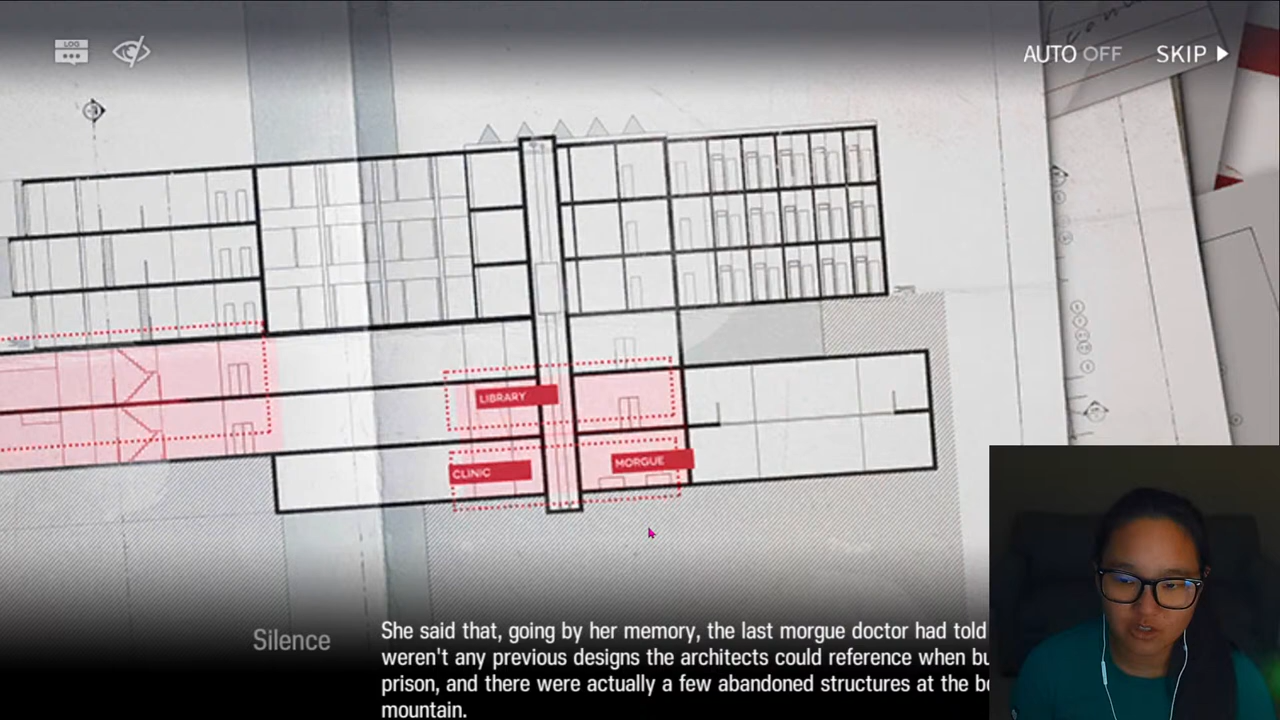 LOG
AUTO OFF
SKIP
LIBRARY
CLINIC
MORGUE
Silence
She said that, going by her memory, the last morgue doctor had told
weren't any previous designs the architects could reference when bu
prison, and there were actually a few abandoned structures at the b
mountain.